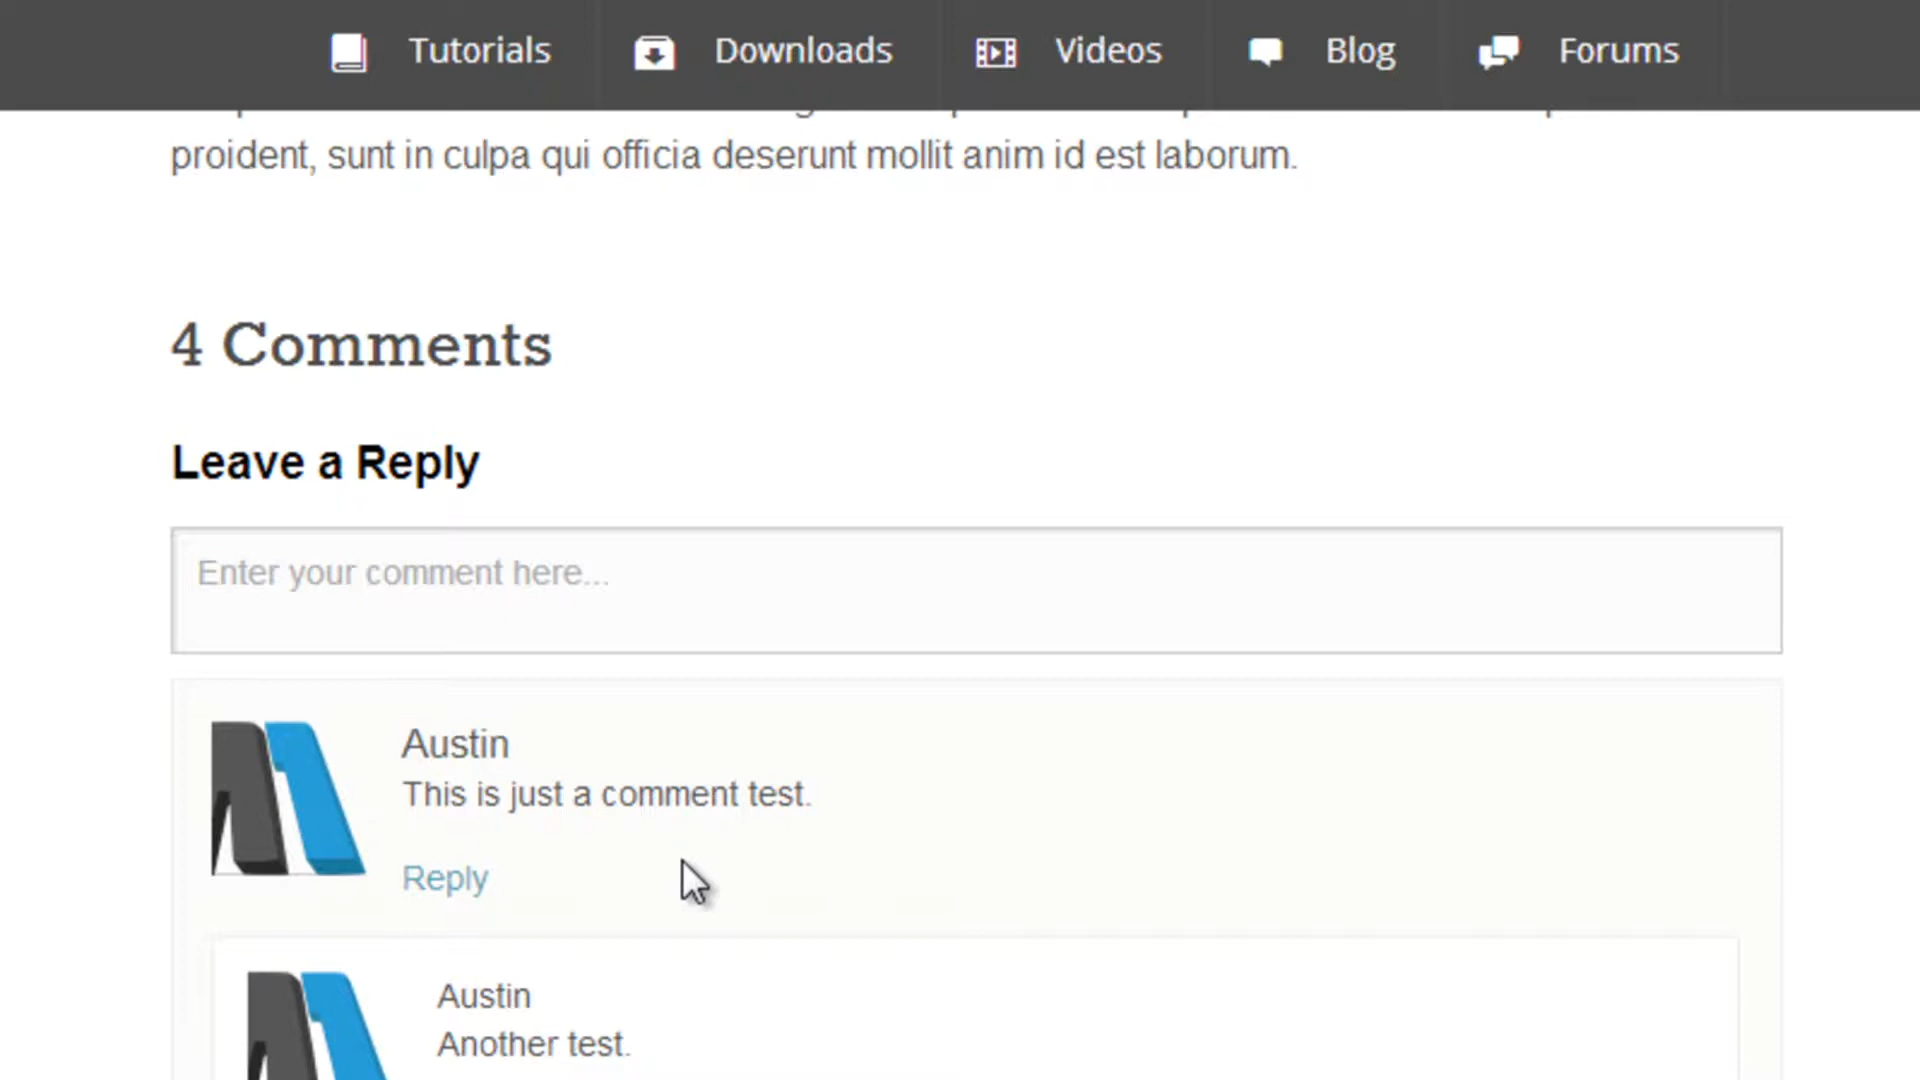 Tutorials
Downloads
Videos
Blog
Forums
proident, sunt in culpa qui officia deserunt mollit anim id est laborum.
4 Comments
Leave a Reply
Enter your comment here...
Austin
This is just a comment test.
Reply
Austin
Another test.